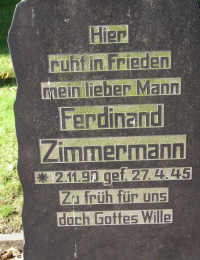 Hier
ruht in Frieden
mein lieber Mann
Ferdinand
Zimmermann
* 2.11.90 gef. 27.4.45
Zu früh für uns
doch Gottes Wille